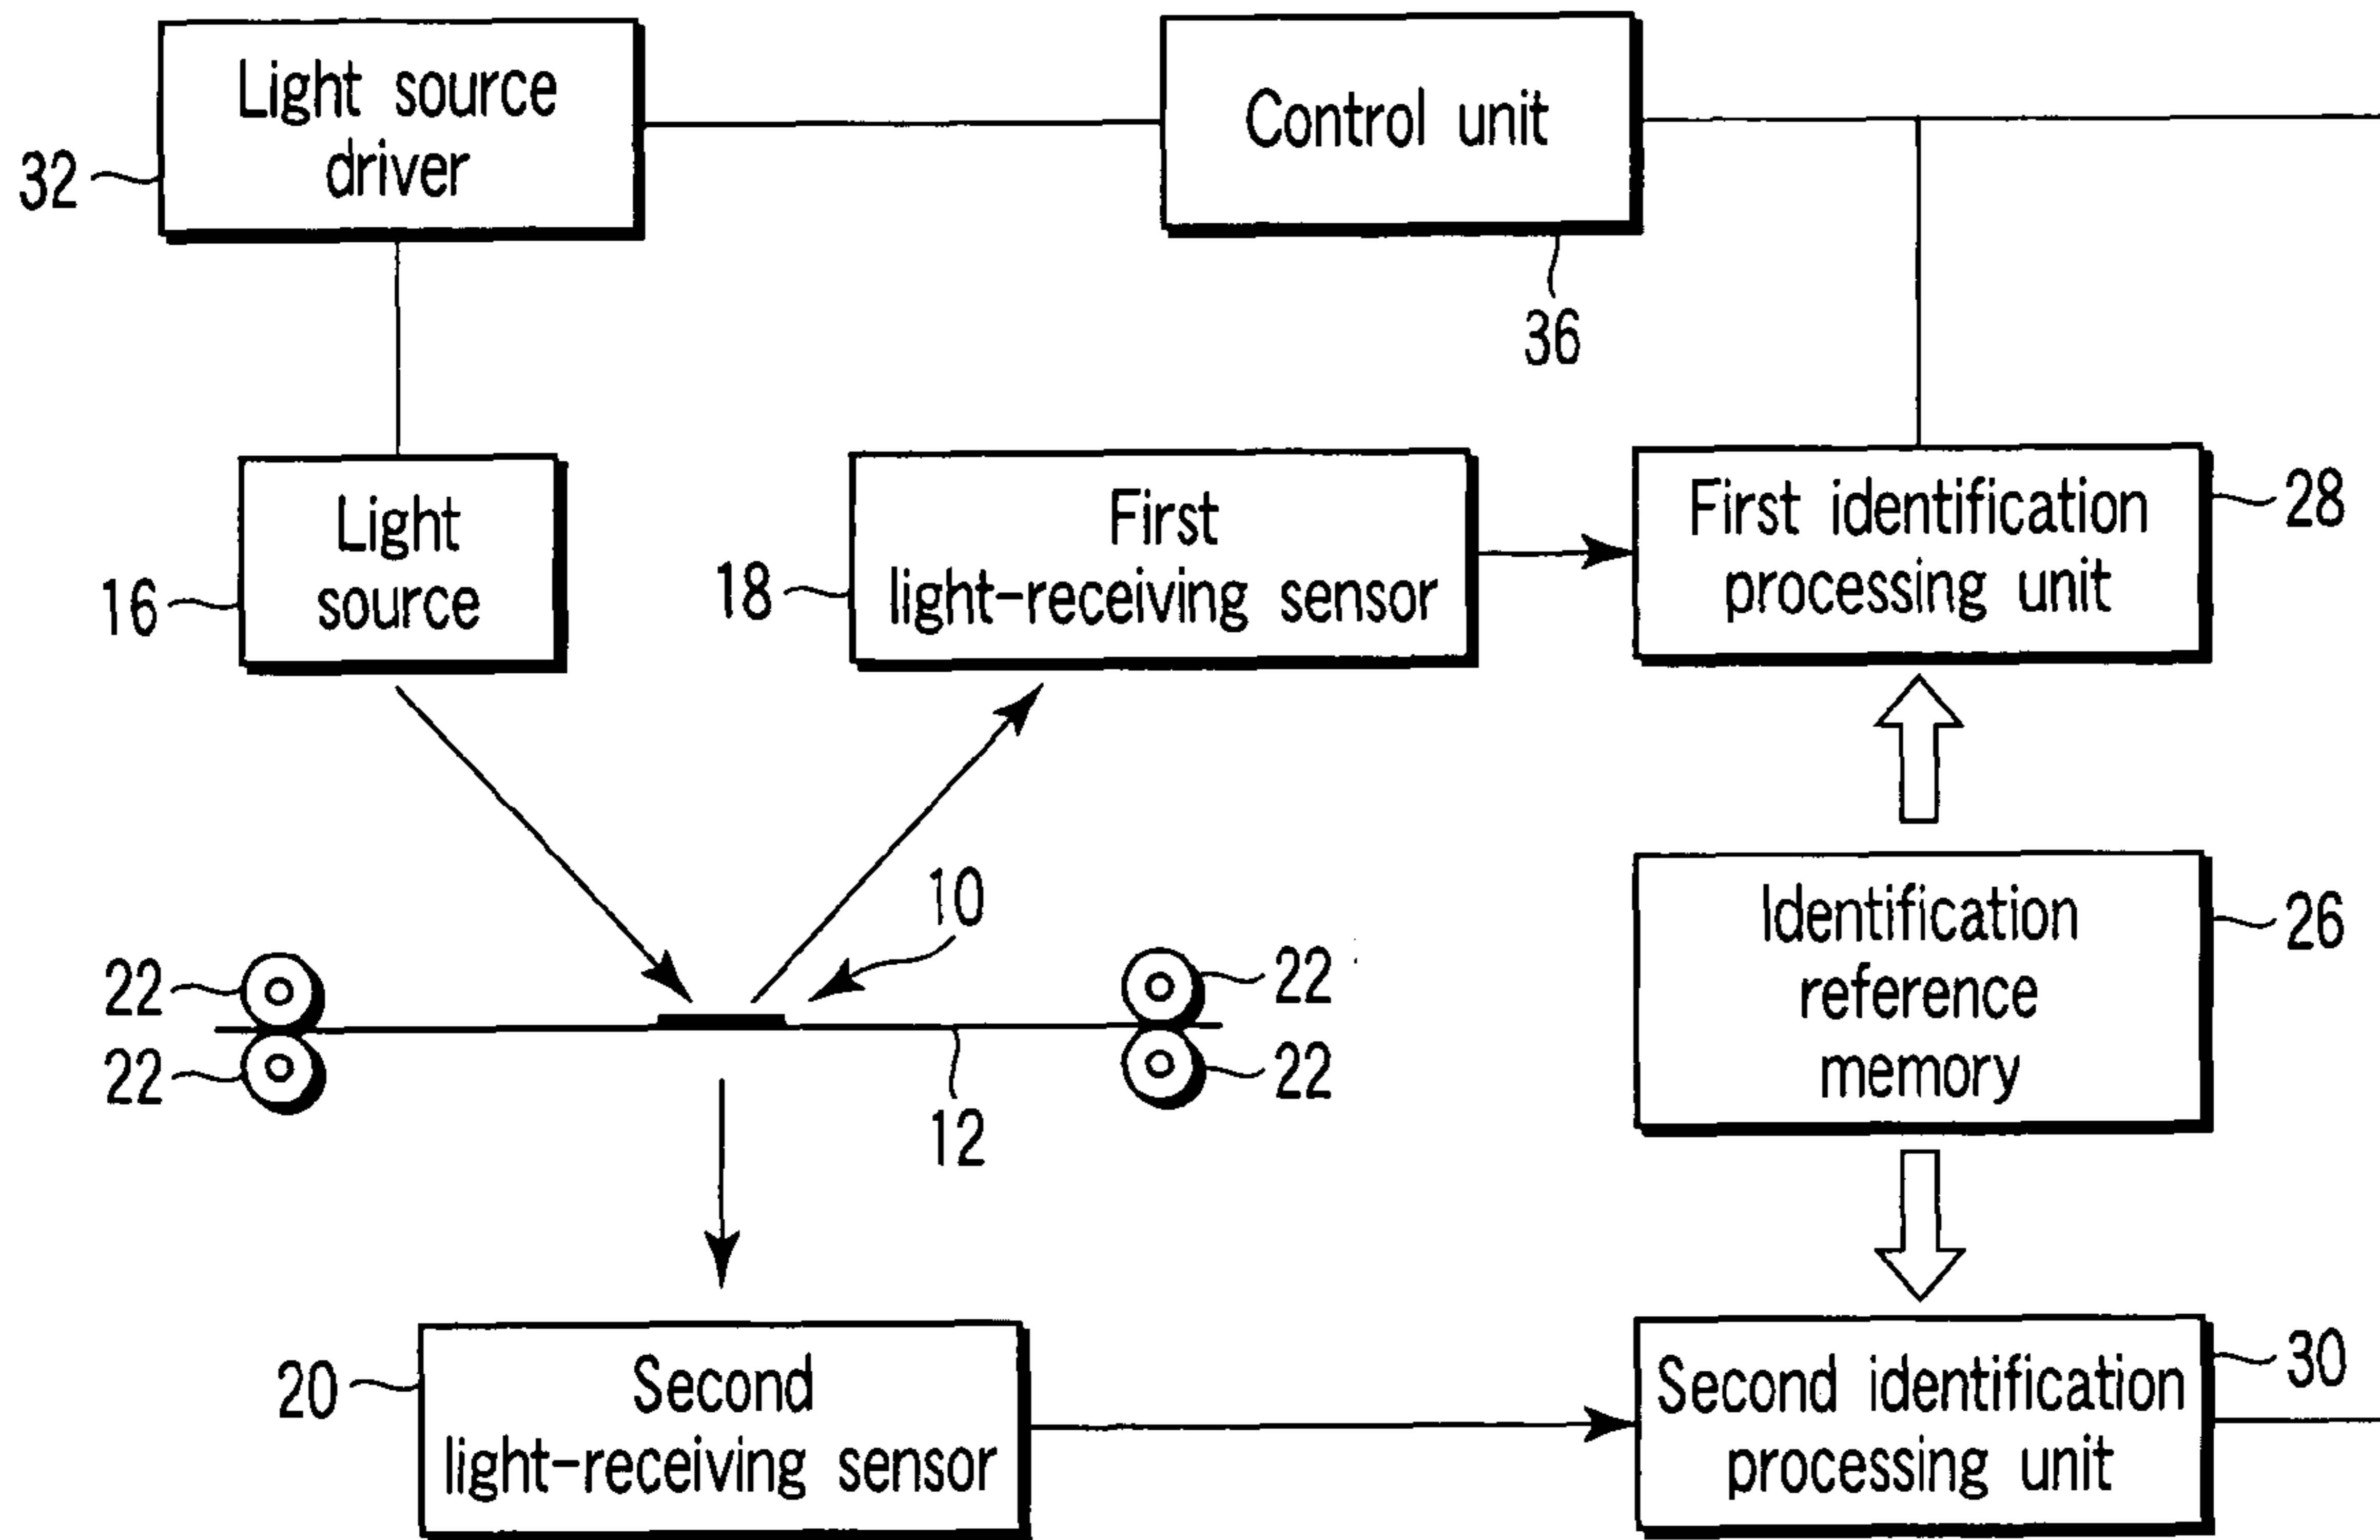 Light source
driver
32
Control unit
36
Light
source
16
First
light-receiving sensor
18
First identification
processing unit
28
10
22
22
22
22
12
Identification
reference
memory
26
Second
light-receiving sensor
20
Second identification
processing unit
30